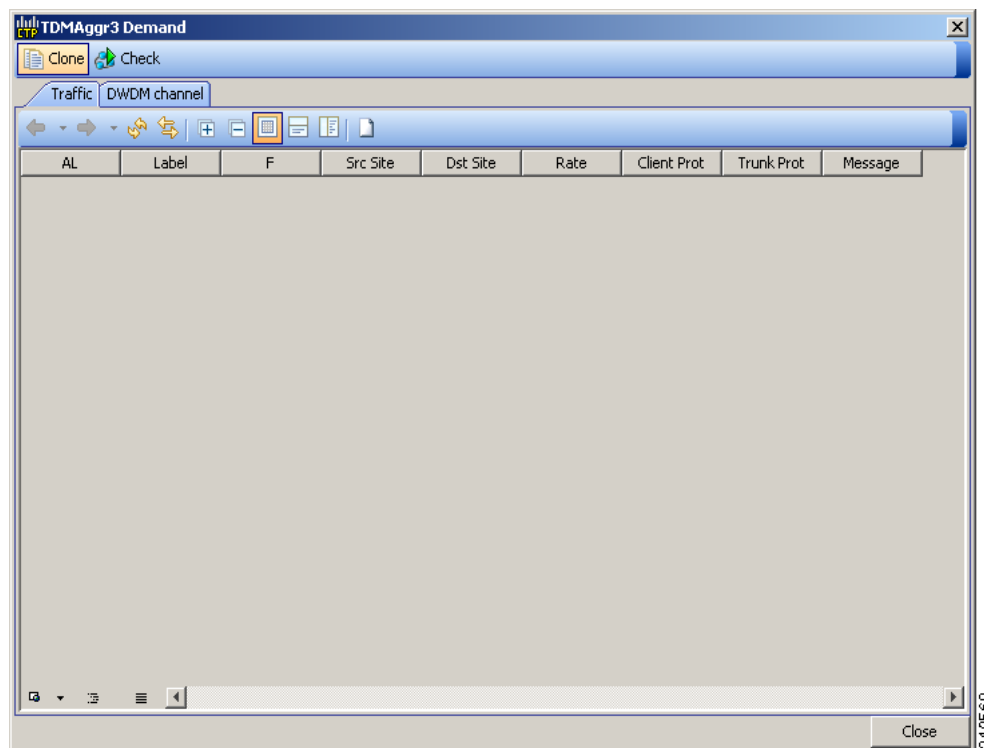 CTP TDMAggr3 Demand
Clone Check
Traffic DWDM channel
AL Label F Src Site Dst Site Rate Client Prot Trunk Prot Message
Close